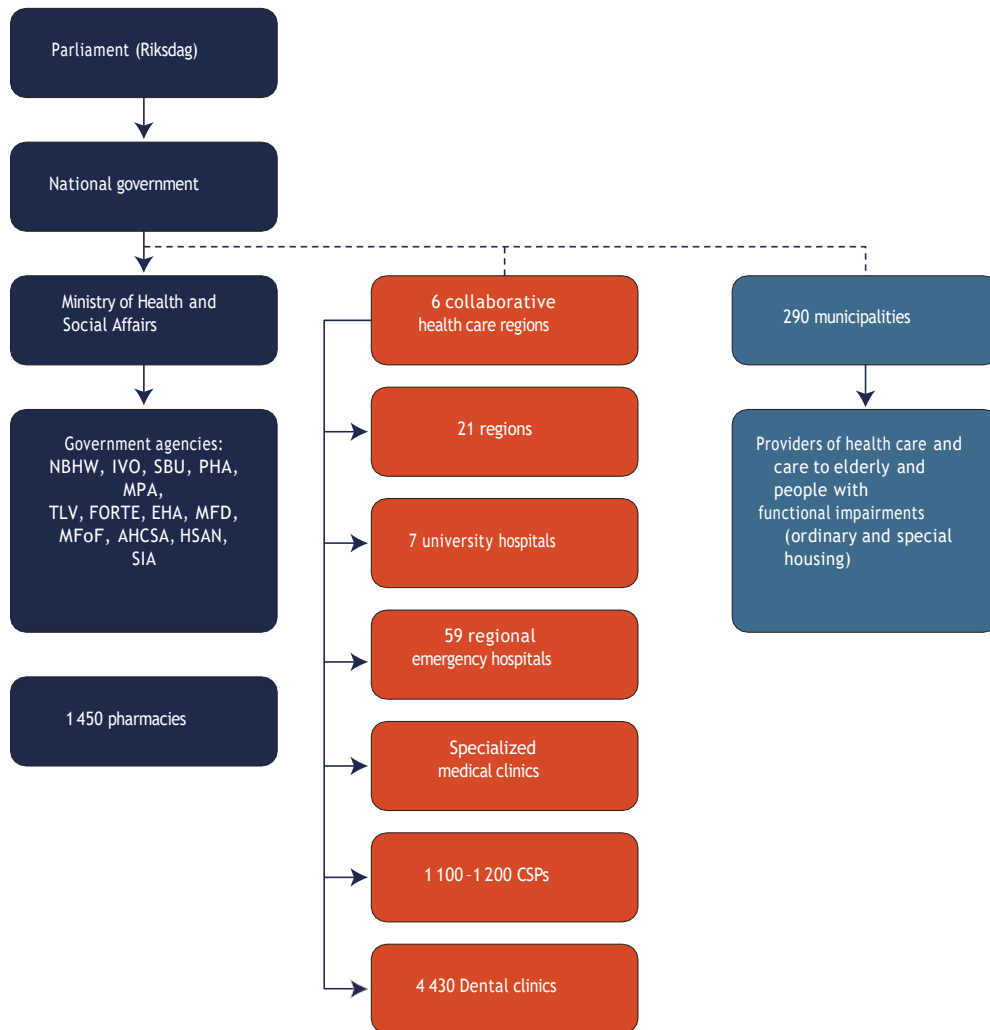 Parliament (Riksdag)
National government
Ministry of Health and
Social Affairs
Government agencies:
NBHW, IVO, SBU, PHA,
MPA,
TLV, FORTE, EHA, MFD,
MFoF, AHCSA, HSAN,
SIA
1 450 pharmacies
6 collaborative
health care regions
21 regions
7 university hospitals
59 regional
emergency hospitals
Specialized
medical clinics
1 100–1 200 CSPs
4 430 Dental clinics
290 municipalities
Providers of health care and
care to elderly and
people with
functional impairments
(ordinary and special
housing)